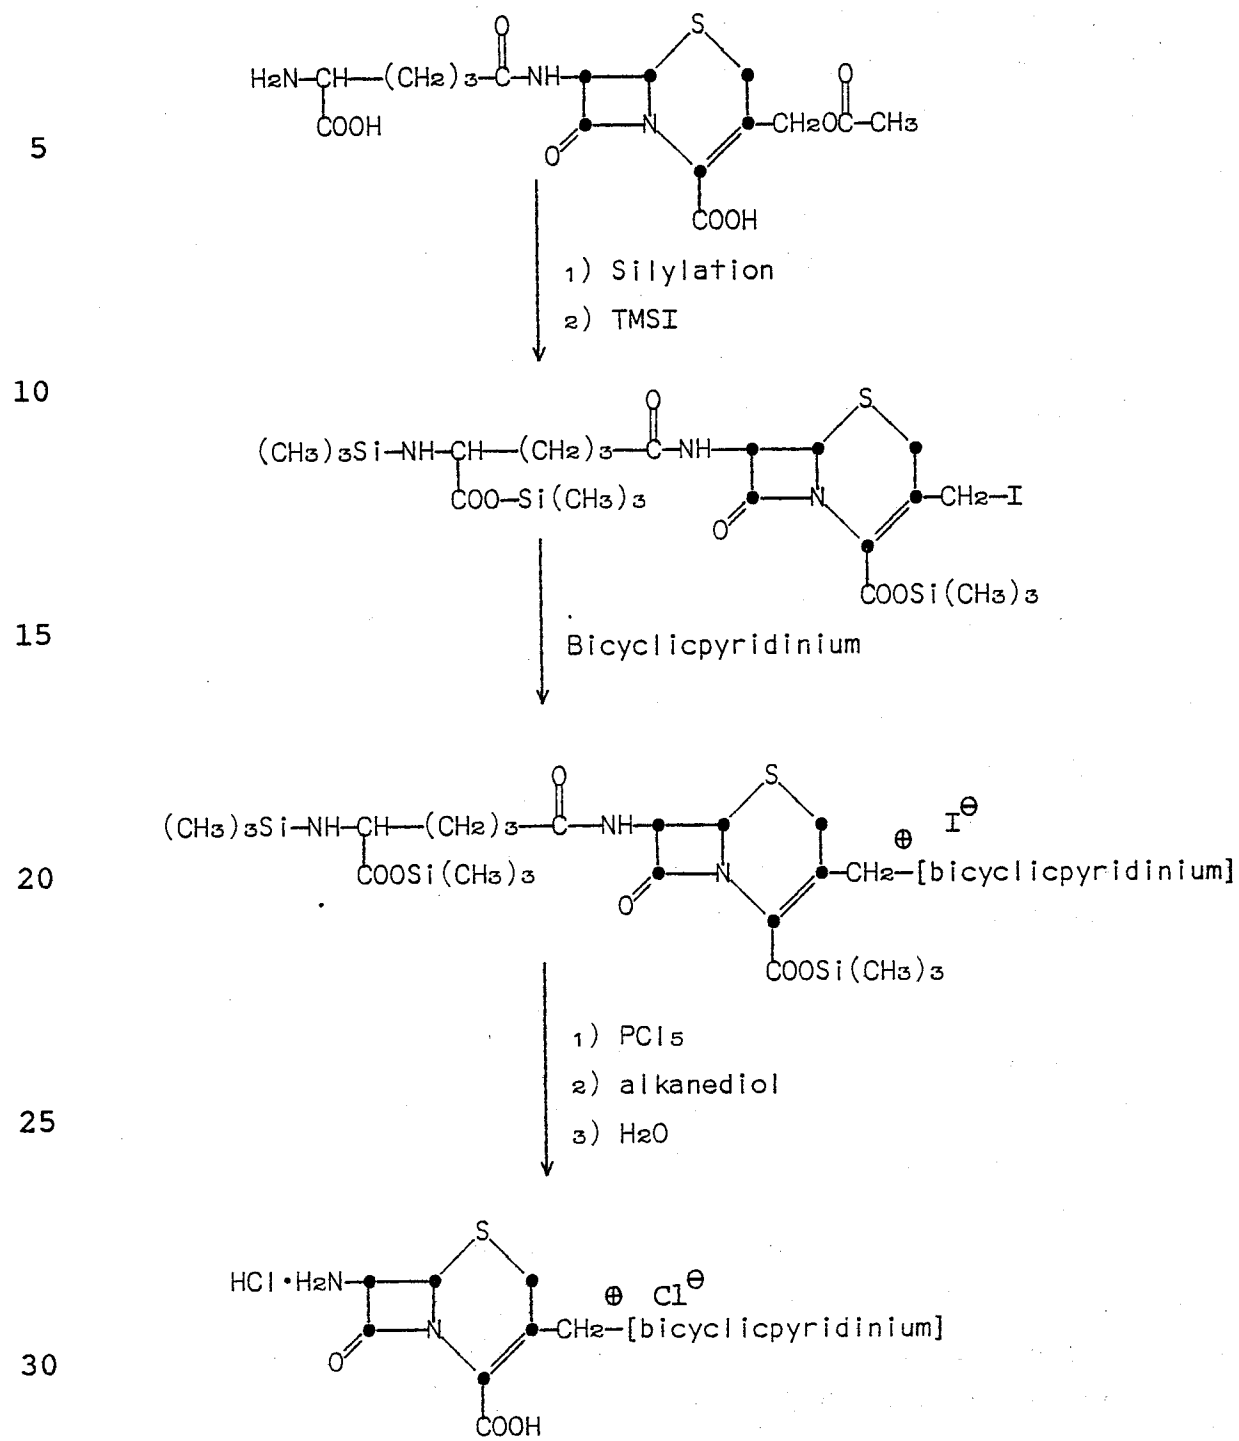 O S
H2N-CH-(CH2)3-C-NH O
N CH2OC-CH3
COOH
5 O
COOH
1) Silylation
2) TMSI
10 O S
(CH3)3Si-NH-CH-(CH2)3-C-NH
COO-Si(CH3)3 N CH2-I
O
COOSi(CH3)3
15 Bicyclicpyridinium
O S
(CH3)3Si-NH-CH-(CH2)3-C-NH ⊕ I⊖
20 COOSi(CH3)3 N CH2-[bicyclicpyridinium]
O
COOSi(CH3)3
1) PCl5
2) alkanediol
25 3) H2O
S
HCl•H2N ⊕ Cl⊖
N CH2-[bicyclicpyridinium]
30 O
COOH